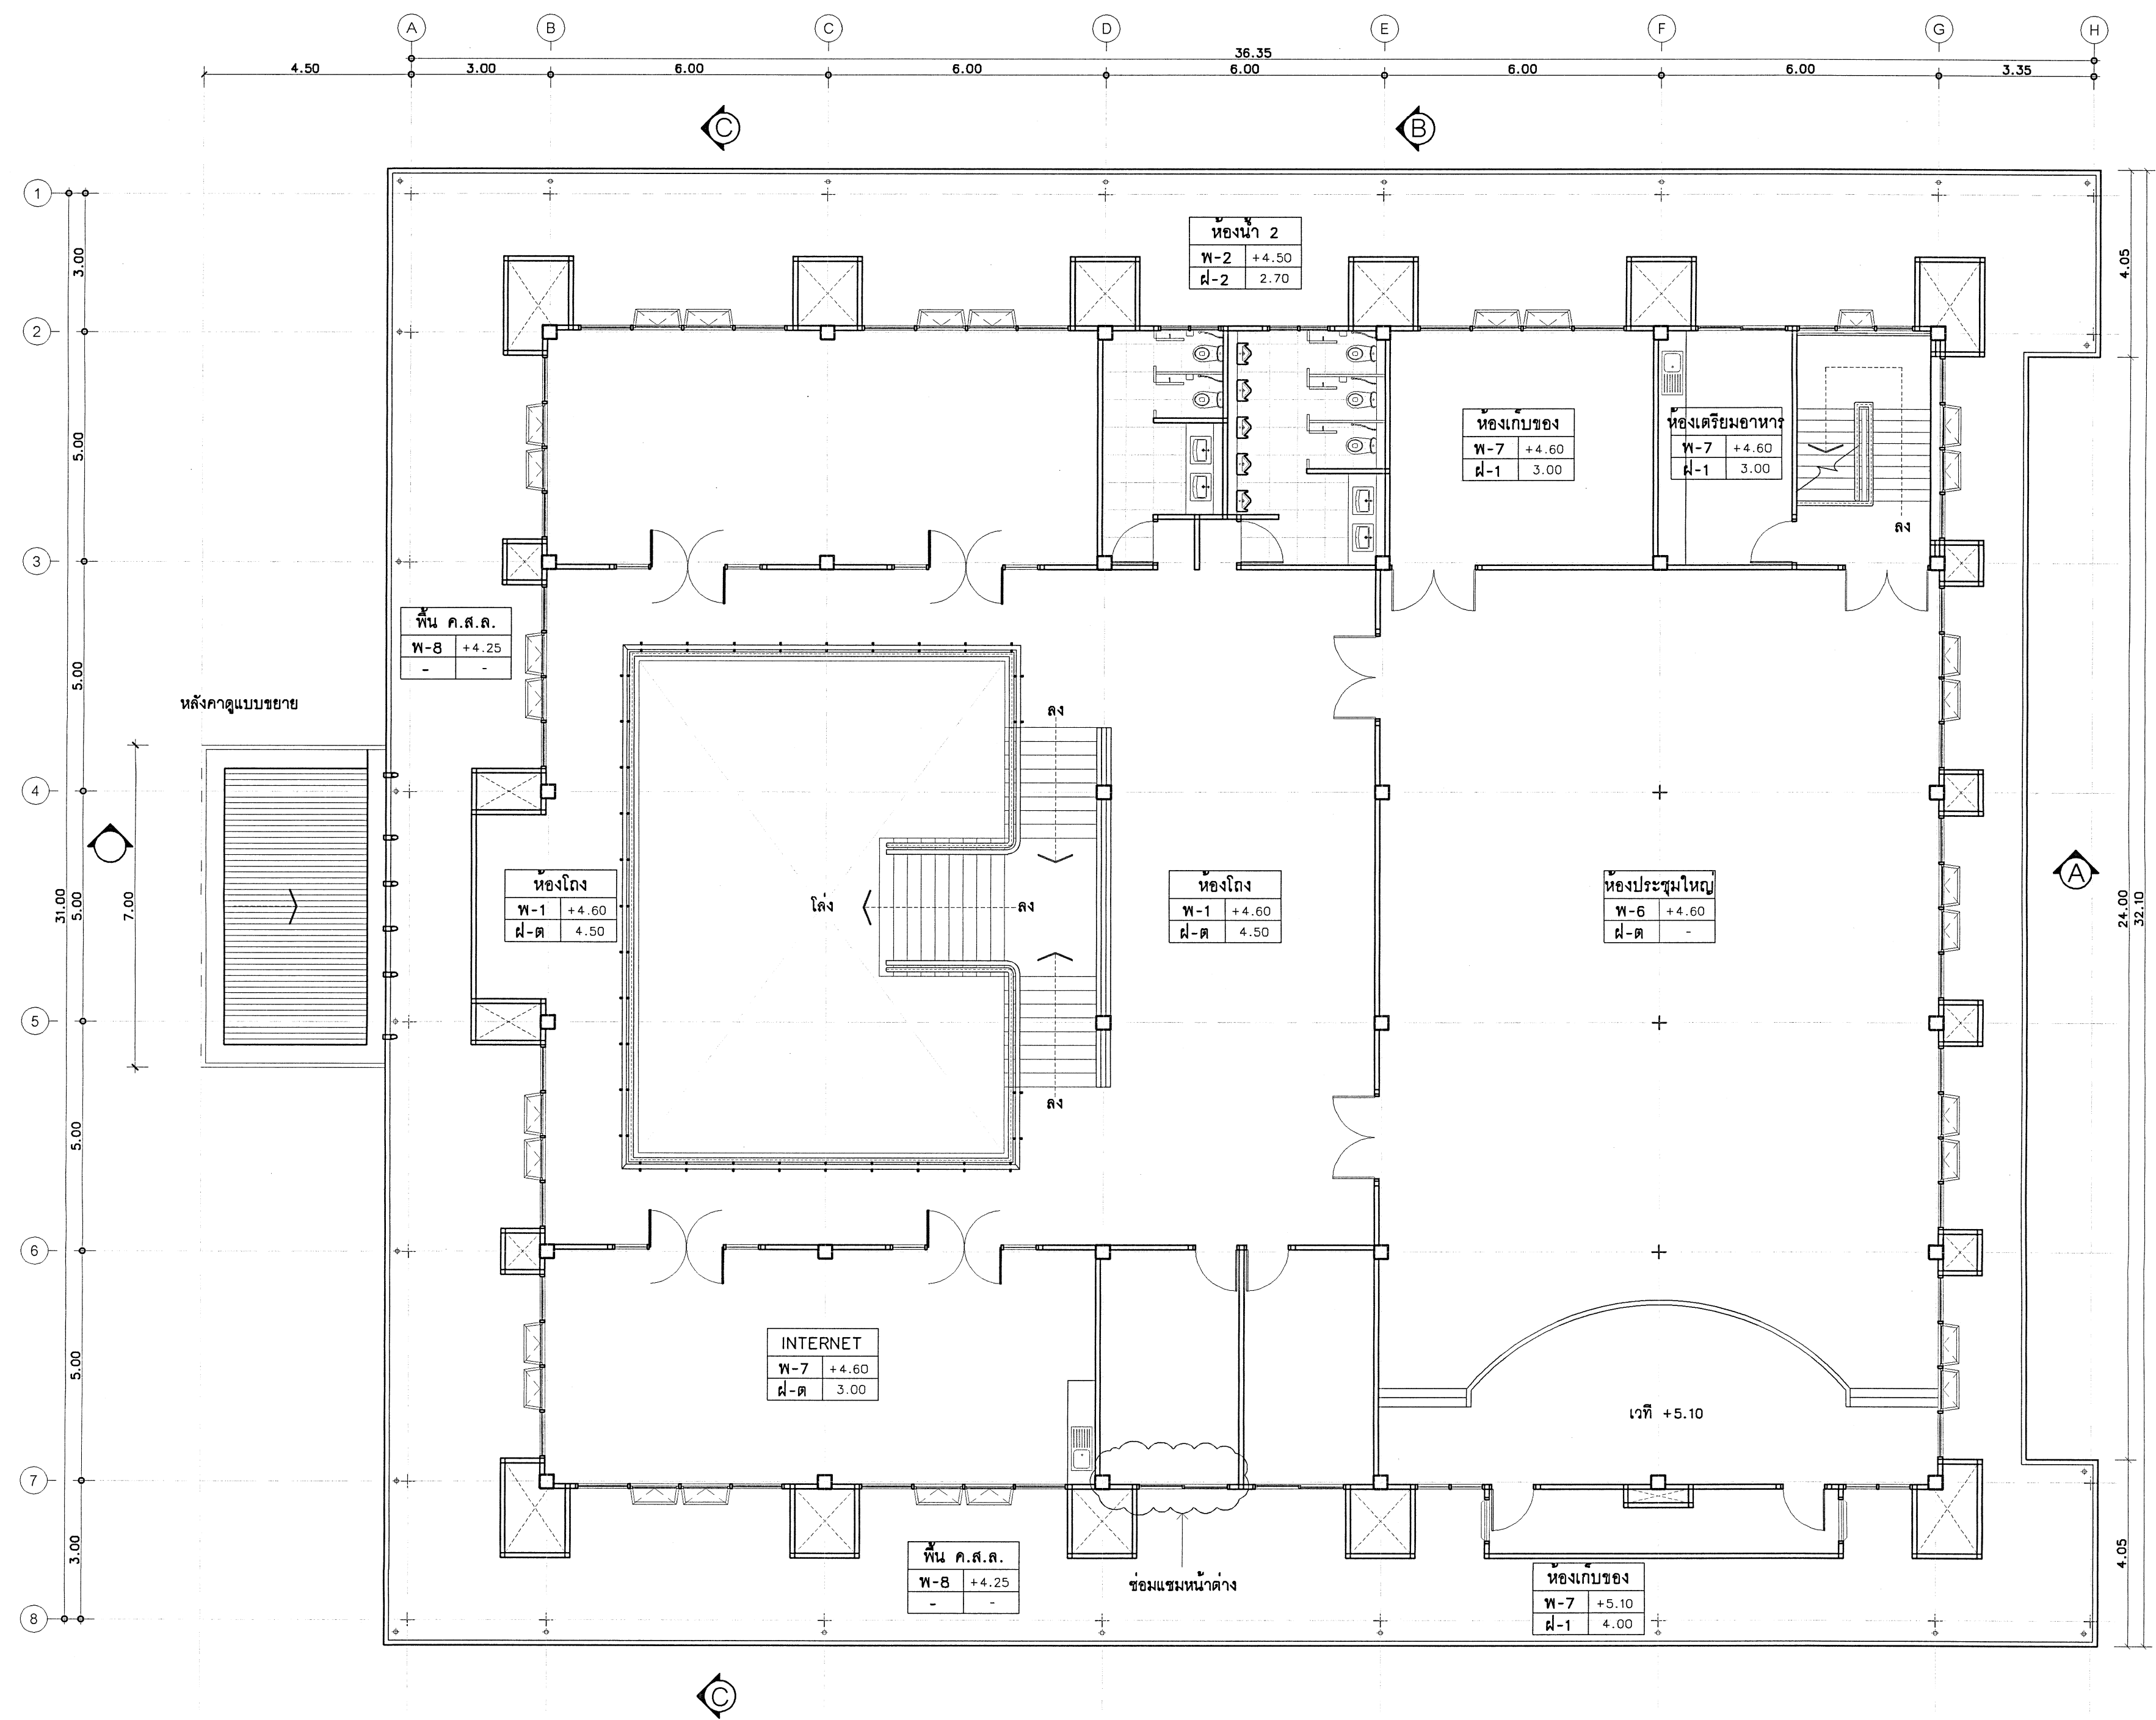 A B C D E F G H
36.35
4.50 3.00 6.00 6.00 6.00 6.00 6.00 3.35
C B
1
ห้องน้ำ 2
พ-2 +4.50
ฝ-2 2.70
3.00
4.05
2
ห้องเก็บของ
พ-7 +4.60
ฝ-1 3.00
ห้องเตรียมอาหาร
พ-7 +4.60
ฝ-1 3.00
5.00
ลง
3
พื้น ค.ส.ล.
พ-8 +4.25
- -
5.00
หลังคาดูแบบขยาย
ลง
4
A
ห้องโถง
พ-1 +4.60
ฝ-ต 4.50
โล่ง
ลง
ห้องโถง
พ-1 +4.60
ฝ-ต 4.50
ห้องประชุมใหญ่
พ-6 +4.60
ฝ-ต -
31.00
5.00
7.00
24.00
32.10
5
ลง
5.00
6
INTERNET
พ-7 +4.60
ฝ-ต 3.00
5.00
เวที +5.10
7
พื้น ค.ส.ล.
พ-8 +4.25
- -
3.00
4.05
ซ่อมแซมหน้าต่าง
ห้องเก็บของ
พ-7 +5.10
ฝ-1 4.00
8
C